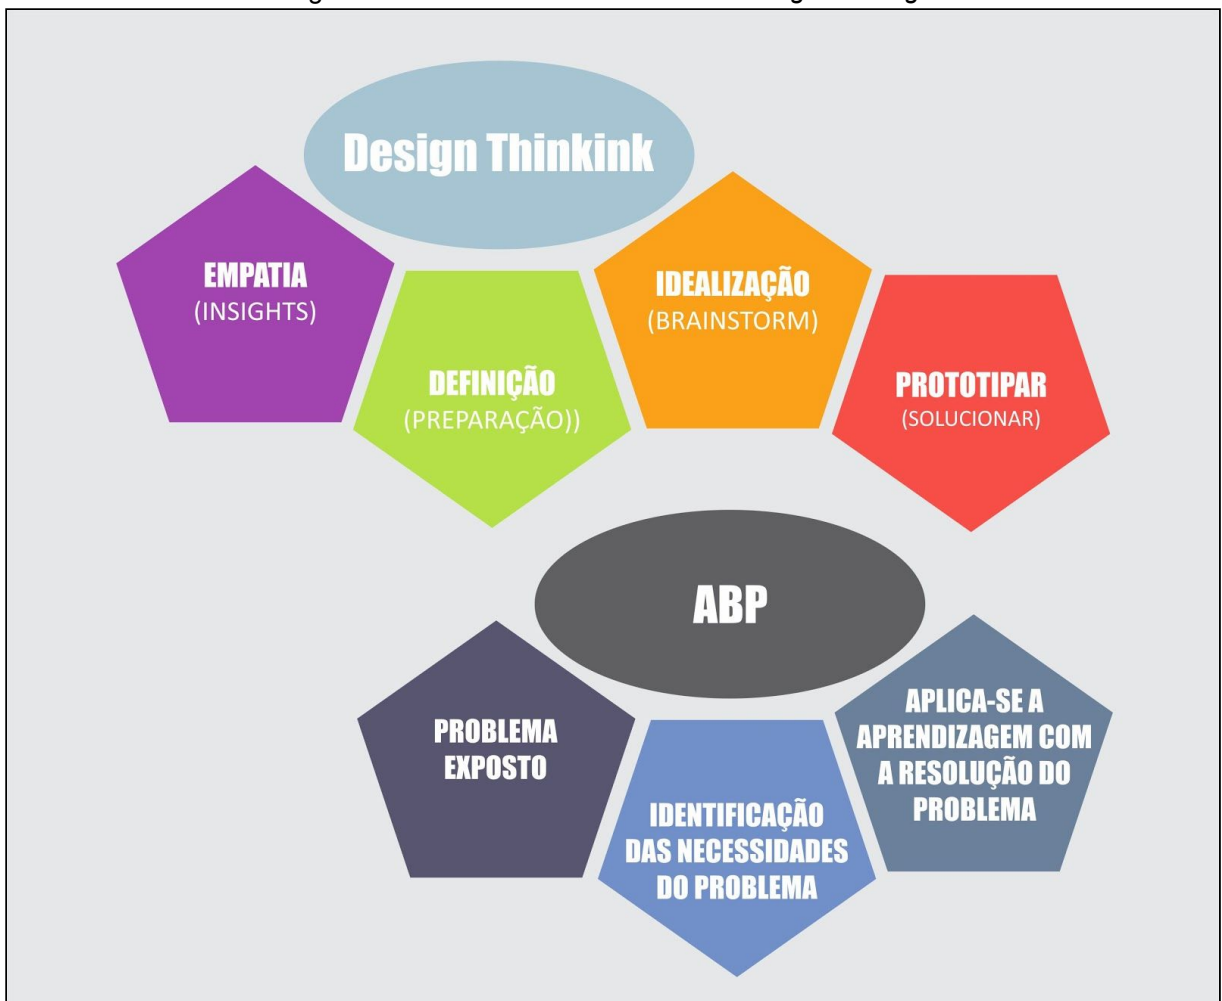 Design Thinkink
EMPATIA
(INSIGHTS)
DEFINIÇÃO
(PREPARAÇÃO))
IDEALIZAÇÃO
(BRAINSTORM)
PROTOTIPAR
(SOLUCIONAR)
ABP
PROBLEMA
EXPOSTO
IDENTIFICAÇÃO
DAS NECESSIDADES
DO PROBLEMA
APLICA-SE A
APRENDIZAGEM COM
A RESOLUÇÃO DO
PROBLEMA